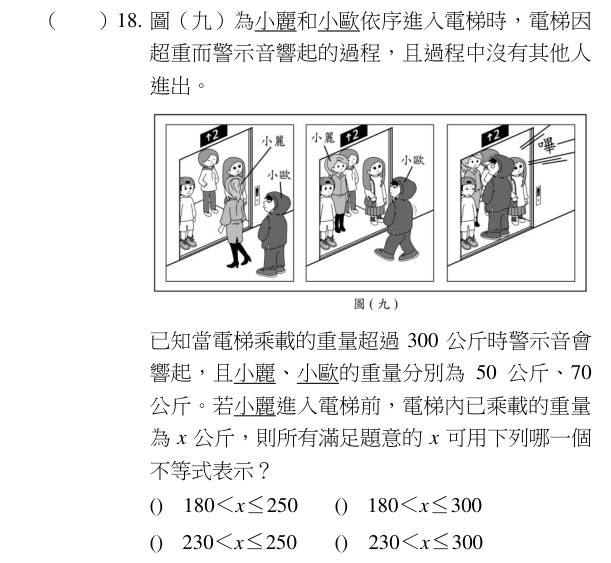 (　　) 18. 圖（九）為小麗和小歐依序進入電梯時，電梯因
超重而警示音響起的過程，且過程中沒有其他人
進出。
↑2
小麗
小歐
小麗
↑2
小歐
↑2
嗶
圖（九）
已知當電梯乘載的重量超過 300 公斤時警示音會
響起，且小麗、小歐的重量分別為 50 公斤、70
公斤。若小麗進入電梯前，電梯內已乘載的重量
為 x 公斤，則所有滿足題意的 x 可用下列哪一個
不等式表示？
() 180＜x≤250　() 180＜x≤300
() 230＜x≤250　() 230＜x≤300